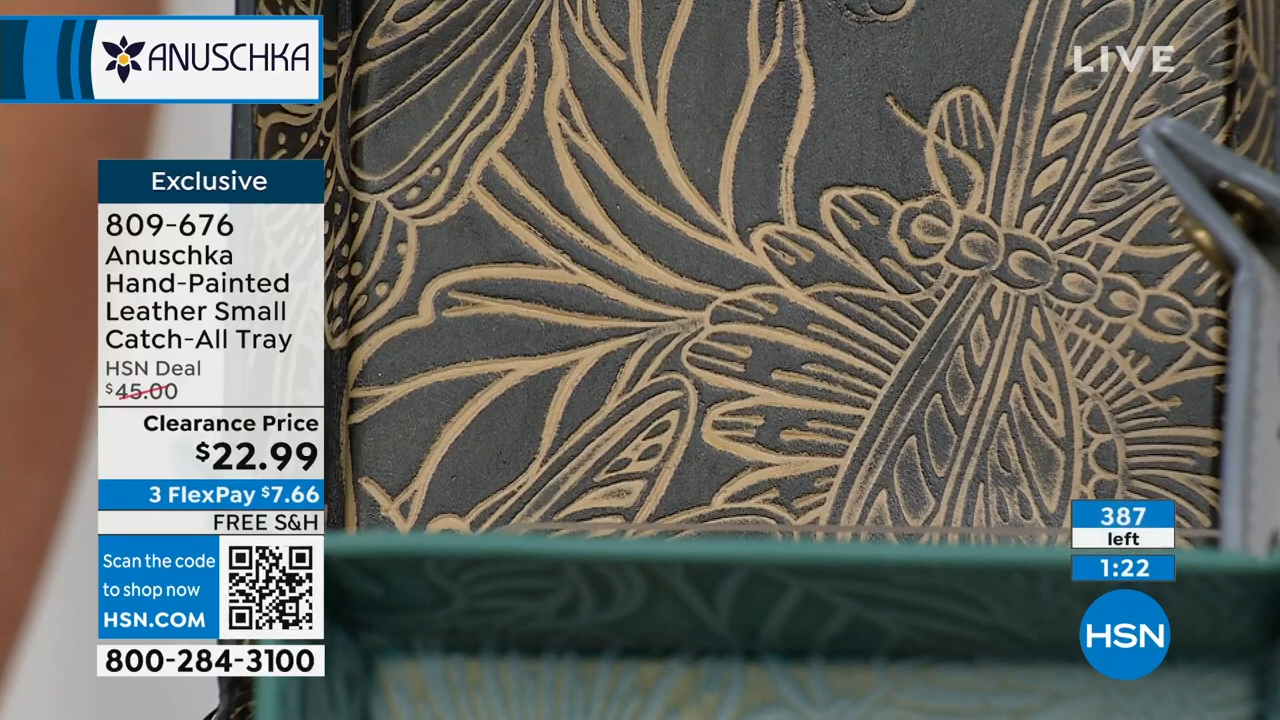 ANUSCHKA
LIVE
Exclusive
809-676
Anuschka
Hand-Painted
Leather Small
Catch-All Tray
HSN Deal
$45.00
Clearance Price
$22.99
3 FlexPay $7.66
FREE S&H
Scan the code
to shop now
HSN.COM
800-284-3100
387
left
1:22
HSN